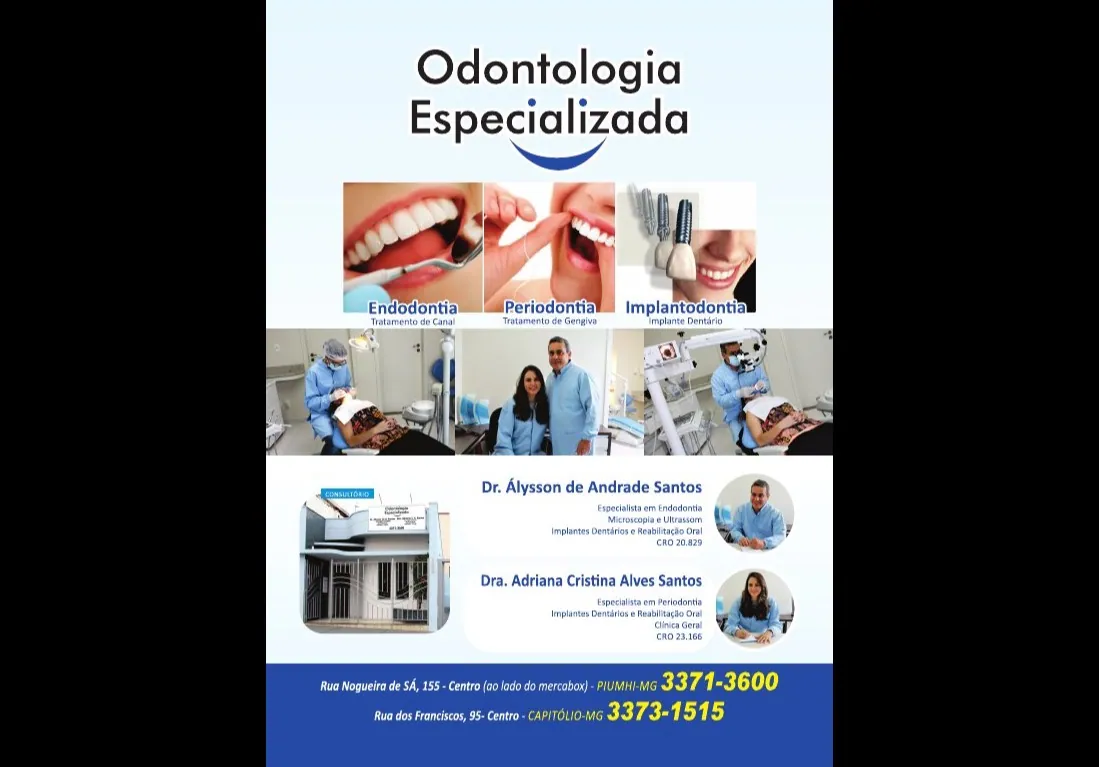 Odontologia
Especializada
Endodontia
Tratamento de Canal
Periodontia
Tratamento de Gengiva
Implantodontia
Implante Dentário
CONSULTÓRIO
Odontologia
Especializada
Dr. Álysson de Andrade Santos
Especialista em Endodontia
Microscopia e Ultrassom
Implantes Dentários e Reabilitação Oral
CRO 20.829
Dra. Adriana Cristina Alves Santos
Especialista em Periodontia
Implantes Dentários e Reabilitação Oral
Clínica Geral
CRO 23.166
Rua Nogueira de SÁ, 155 - Centro (ao lado do mercabox) - PIUMHI-MG 3371-3600
Rua dos Franciscos, 95- Centro - CAPITÓLIO-MG 3373-1515